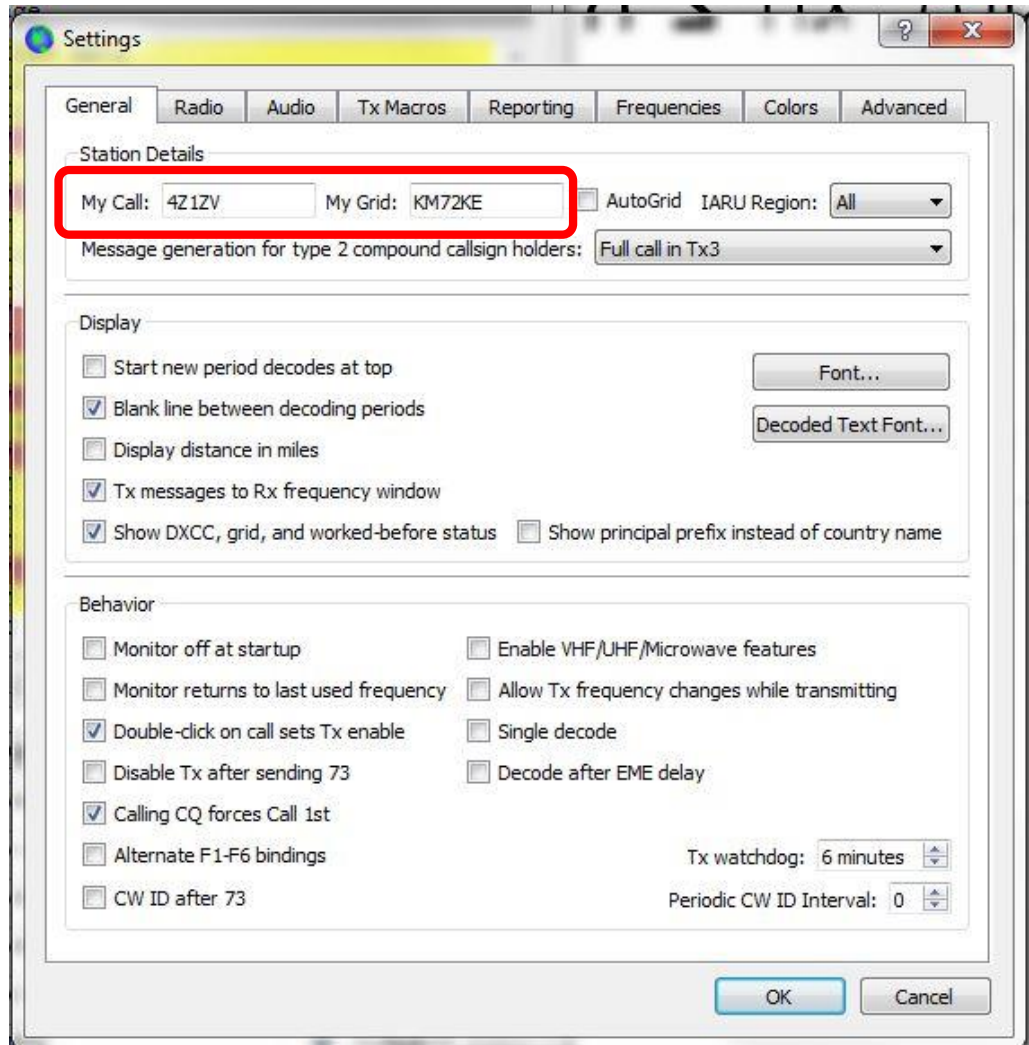 Settings
General Radio Audio Tx Macros Reporting Frequencies Colors Advanced
Station Details
My Call: 4Z1ZV My Grid: KM72KE AutoGrid IARU Region: All
Message generation for type 2 compound callsign holders: Full call in Tx3
Display
Start new period decodes at top Font...
Blank line between decoding periods
Decoded Text Font...
Display distance in miles
Tx messages to Rx frequency window
Show DXCC, grid, and worked-before status Show principal prefix instead of country name
Behavior
Monitor off at startup Enable VHF/UHF/Microwave features
Monitor returns to last used frequency Allow Tx frequency changes while transmitting
Double-click on call sets Tx enable Single decode
Disable Tx after sending 73 Decode after EME delay
Calling CQ forces Call 1st
Alternate F1-F6 bindings Tx watchdog: 6 minutes
CW ID after 73 Periodic CW ID Interval: 0
OK Cancel